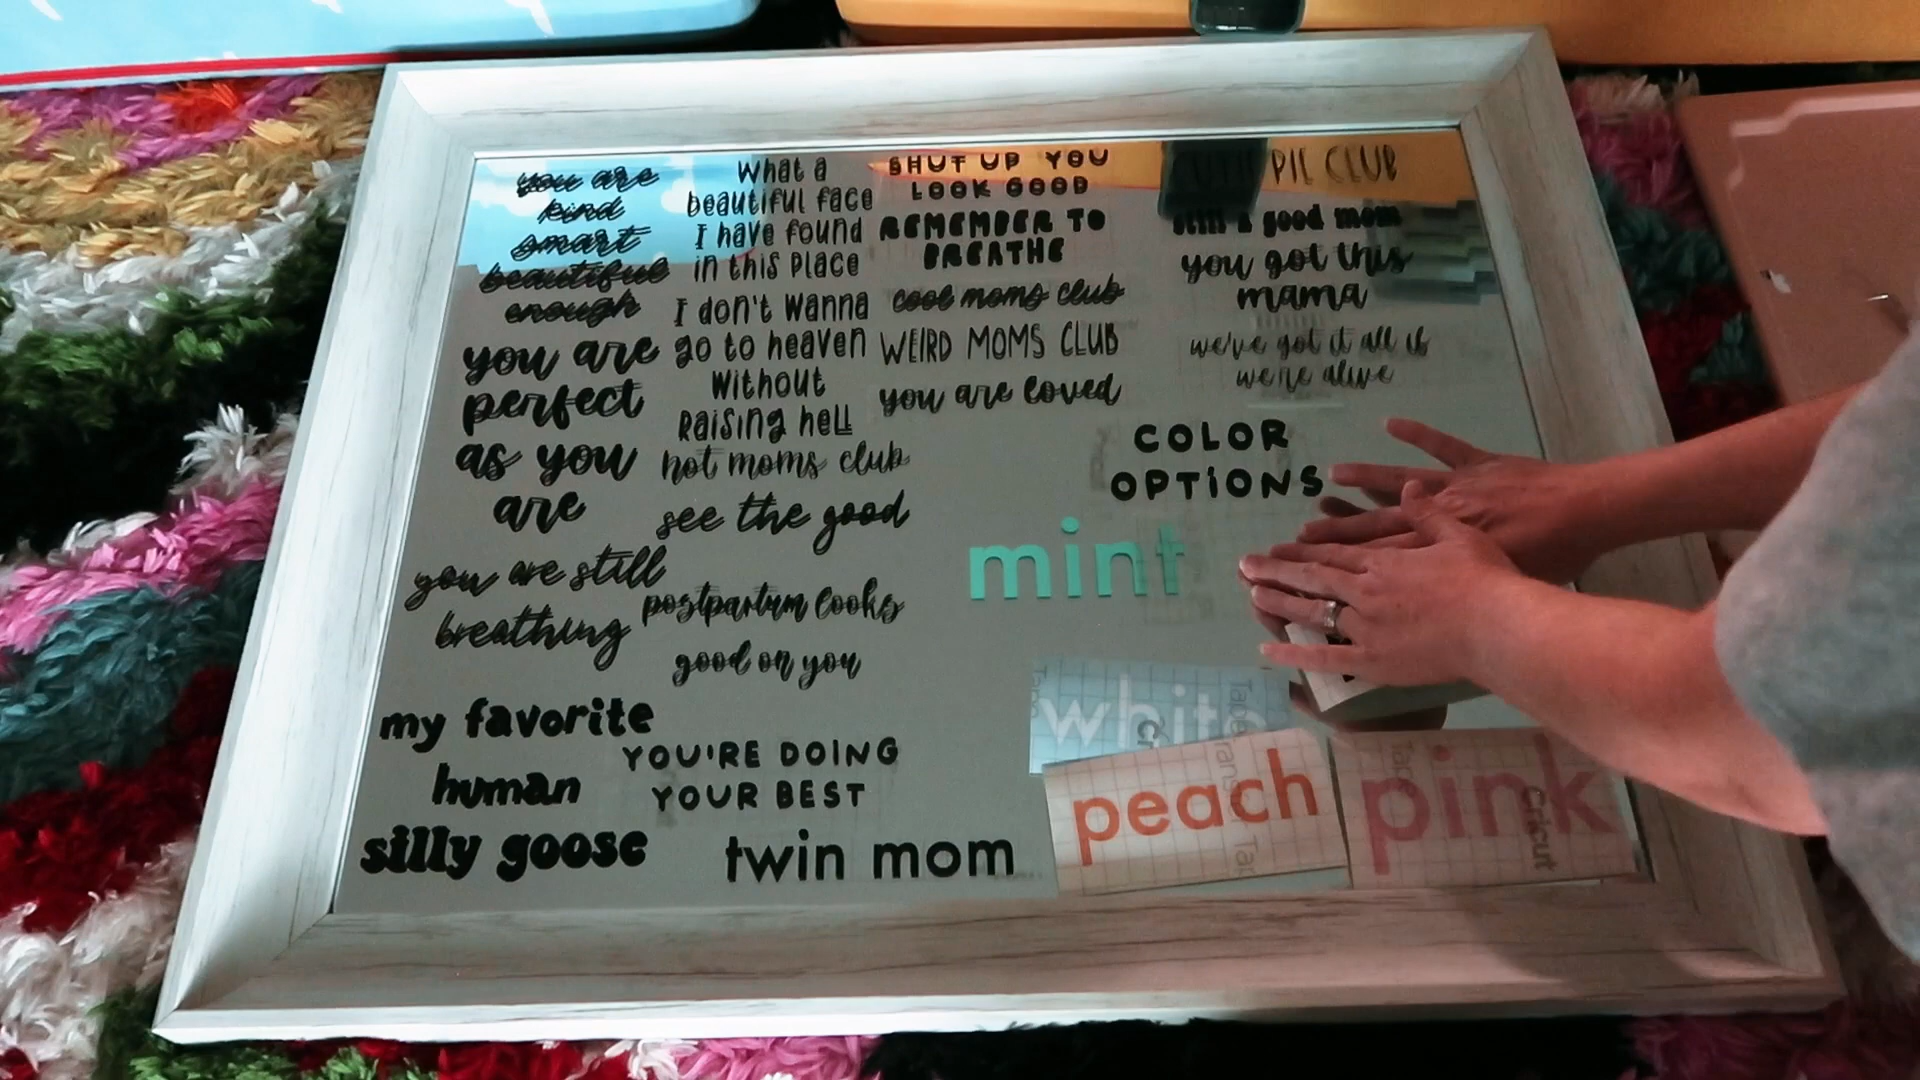 you are
kind
smart
beautiful
enough
you are
perfect
as you
are
you are still
breathing
my favorite
human
silly goose
What a
beautiful face
I have found
in this place
I don't wanna
go to heaven
without
Raising hell
hot moms club
see the good
postpartum looks
good on you
YOU'RE DOING
YOUR BEST
twin mom
SHUT UP YOU
LOOK GOOD
REMEMBER TO
BREATHE
cool moms club
WEIRD MOMS CLUB
you are loved
PIE CLUB
still a good mom
you got this
mama
we've got it all if
we're alive
COLOR
OPTIONS
mint
white
peach
pink
Cricut